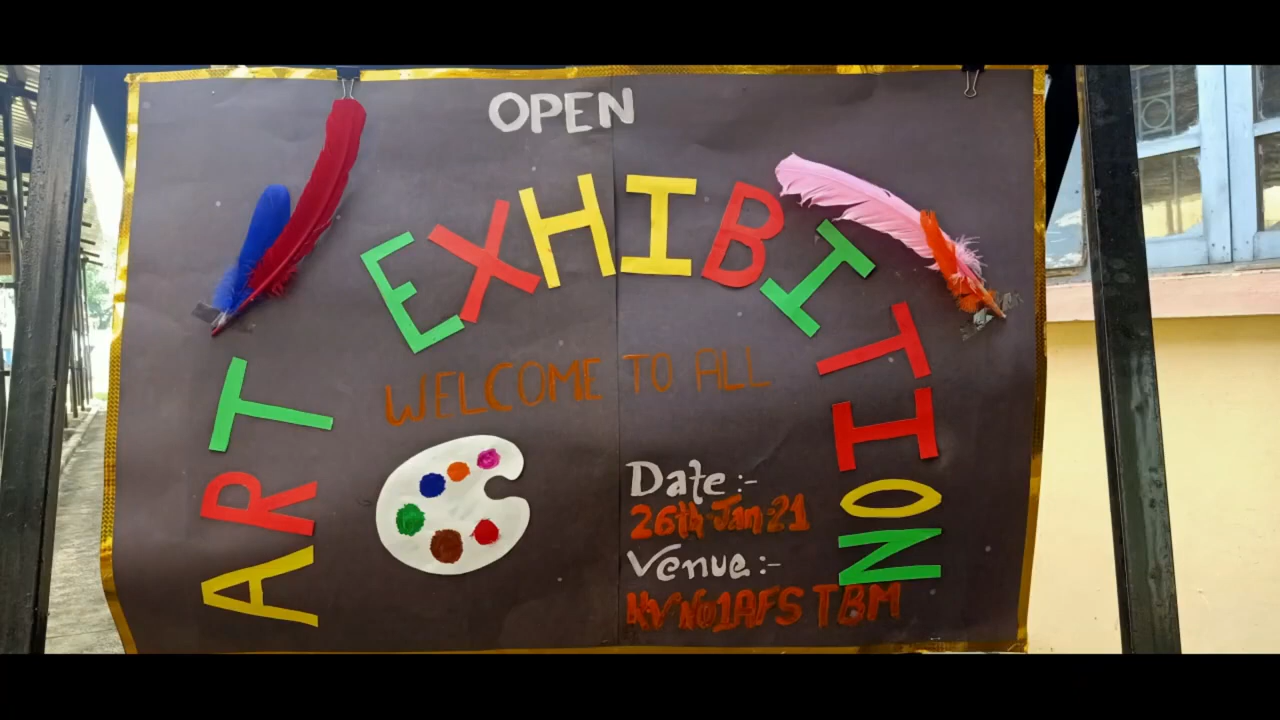 OPEN
ART EXHIBITION
WELCOME TO ALL
Date :-
26th Jan 21
Venue :-
KV No1 AFS TBM